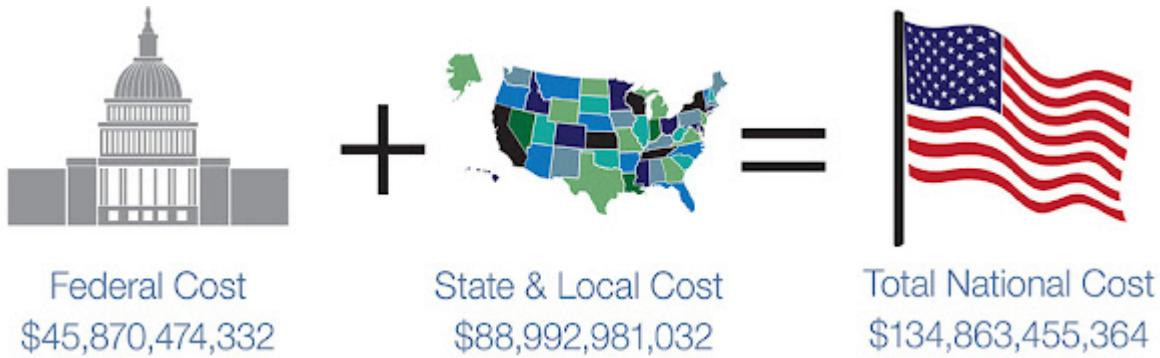 Federal Cost
$45,870,474,332
State & Local Cost
$88,992,981,032
Total National Cost
$134,863,455,364